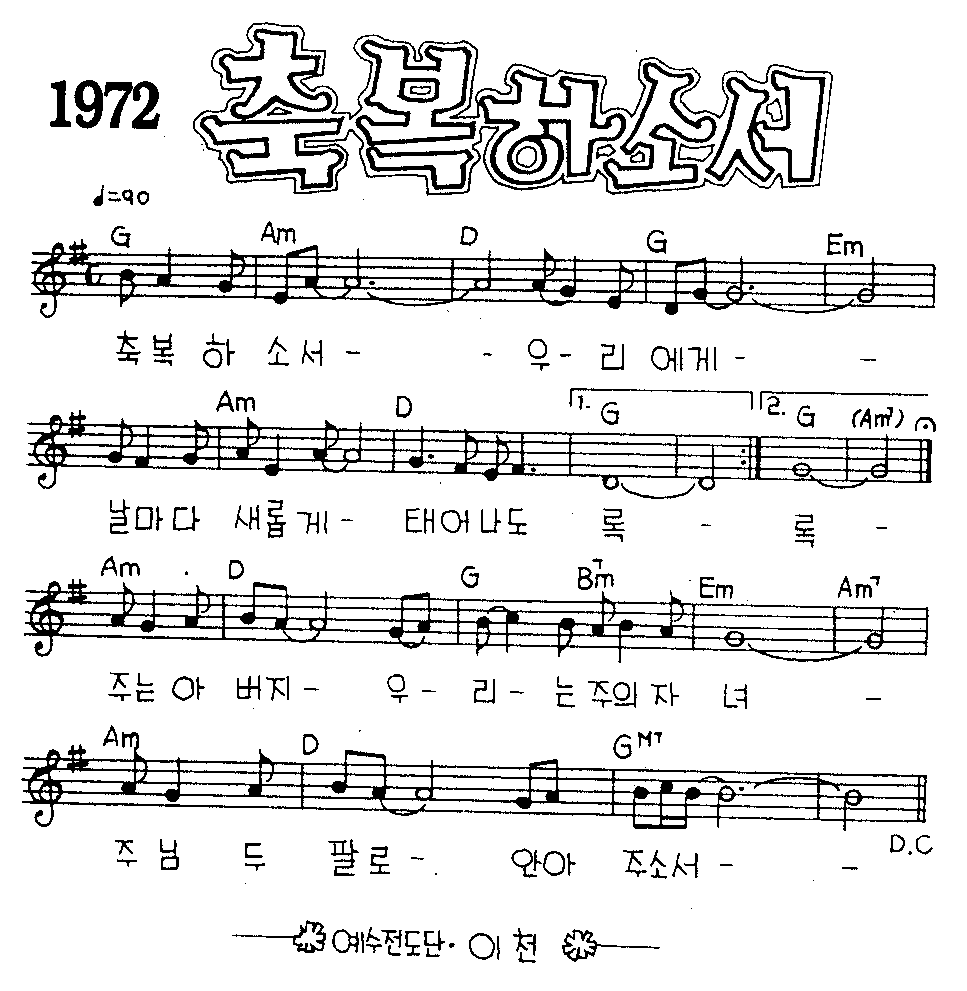 1972 축복하소서
♩=90
G Am D G Em
축복 하 소서 - - 우- 리 에게 - -
Am D 1. G 2. G (Am7)
날마다 새롭게 - 태어나도 록 - 록 -
Am D G Bm7 Em Am7
주는 아 버지 - 우 - 리 - 는 주의 자 녀 -
Am D GM7
D.C
주 님 두 팔로 - 안아 주소서 - -
예수전도단. 이천